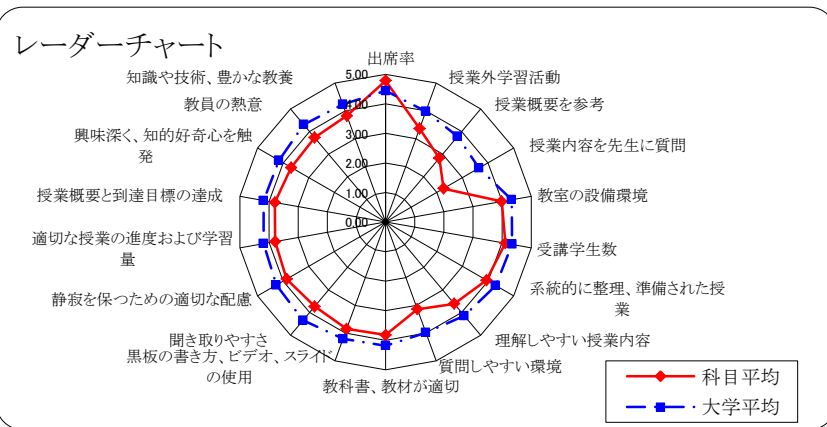 レーダーチャート
出席率
授業外学習活動
授業概要を参考
授業内容を先生に質問
教室の設備環境
受講学生数
系統的に整理、準備された授
業
理解しやすい授業内容
質問しやすい環境
教科書、教材が適切
黒板の書き方、ビデオ、スライド
の使用
聞き取りやすさ
静寂を保つための適切な配慮
適切な授業の進度および学習
量
授業概要と到達目標の達成
興味深く、知的好奇心を触
発
教員の熱意
知識や技術、豊かな教養
5.00
4.00
3.00
2.00
1.00
0.00
科目平均
大学平均